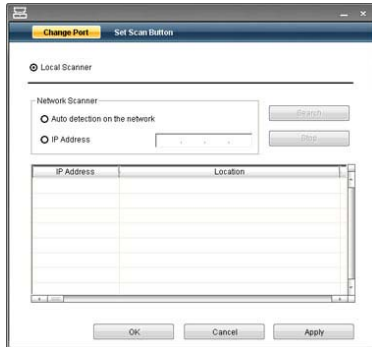 Change Port Set Scan Button
Local Scanner
Network Scanner
Auto detection on the network
Search
IP Address
Stop
IP Address Location
OK Cancel Apply